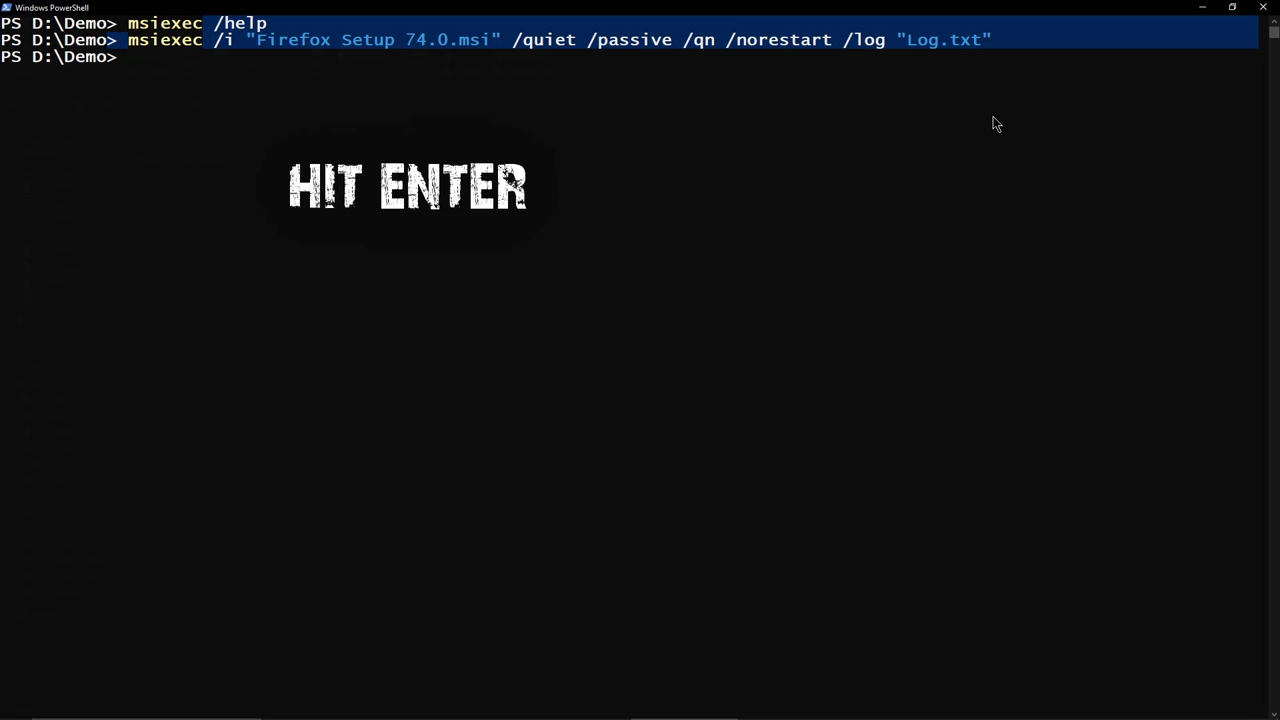 Windows PowerShell
PS D:\Demo> msiexec /help
PS D:\Demo> msiexec /i "Firefox Setup 74.0.msi" /quiet /passive /qn /norestart /log "Log.txt"
PS D:\Demo>
HIT ENTER